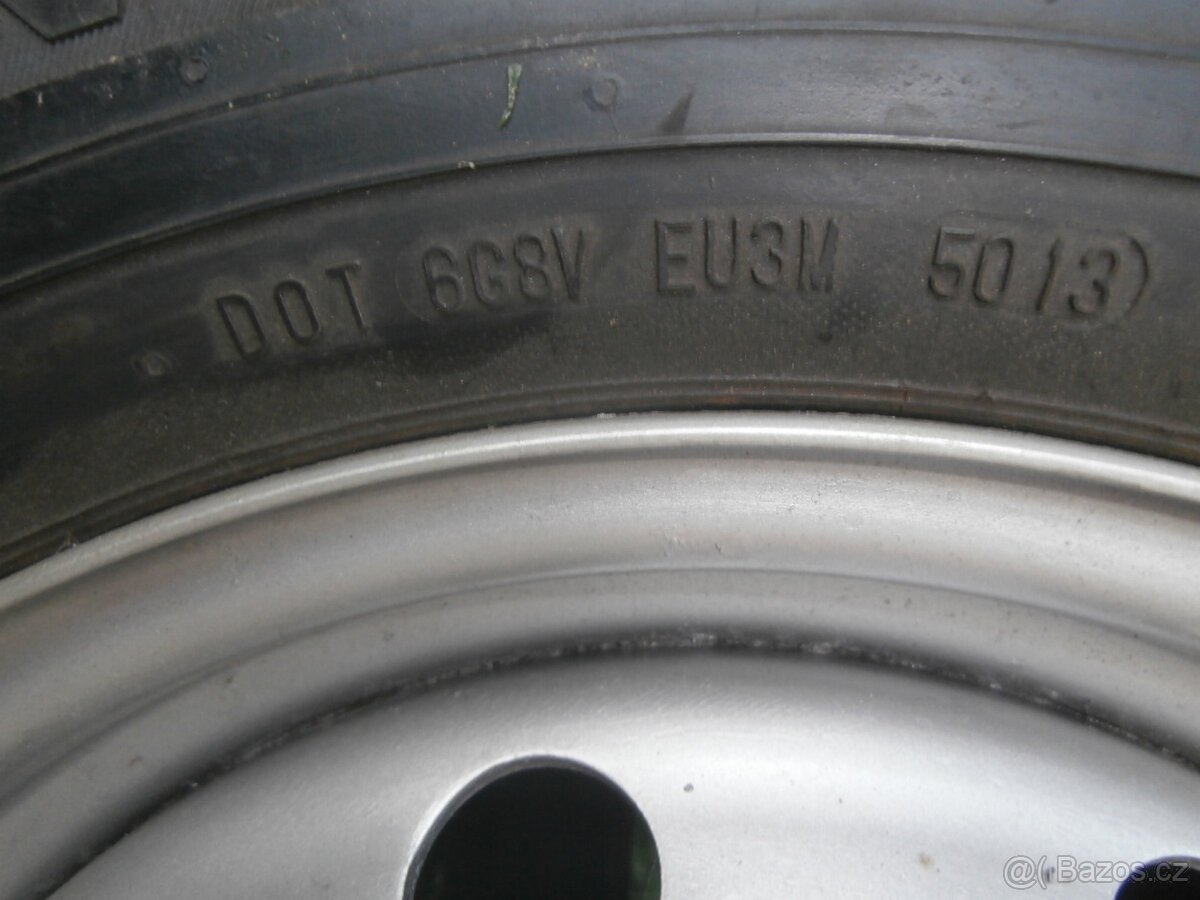 DOT (6G8V EU3M 5013)
@( Bazos.cz